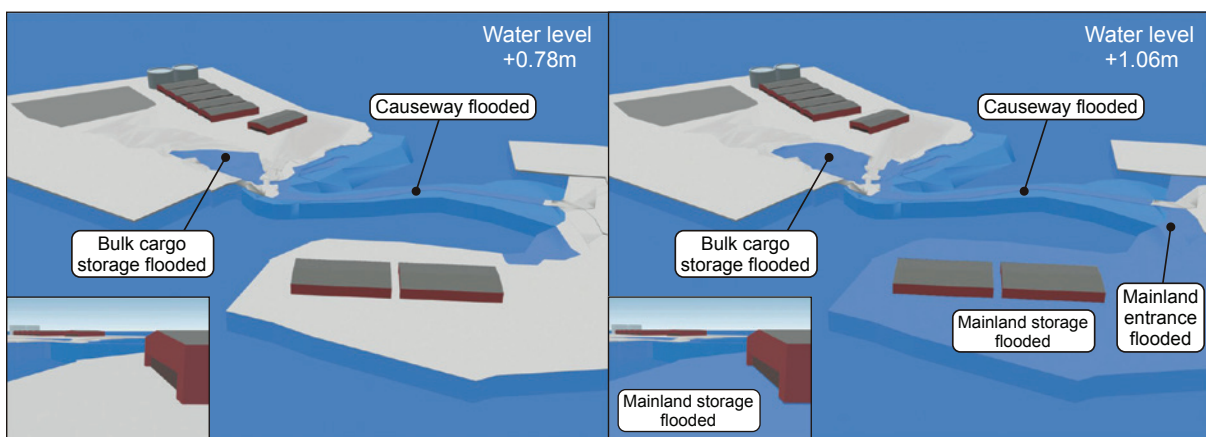 Water level
+0.78m
Causeway flooded
Bulk cargo
storage flooded
Water level
+1.06m
Causeway flooded
Bulk cargo
storage flooded
Mainland
entrance
flooded
Mainland storage
flooded
Mainland storage
flooded